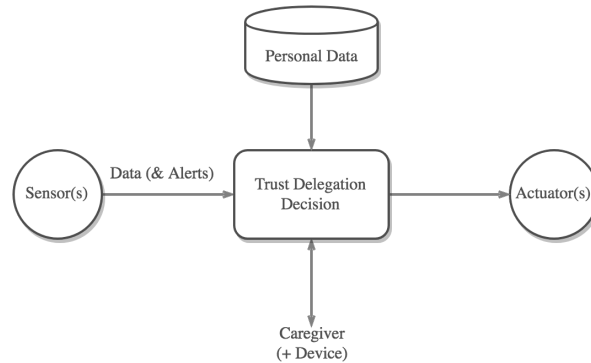 Personal Data
Data (& Alerts)
Sensor(s)
Trust Delegation
Decision
Actuator(s)
Caregiver
(+ Device)